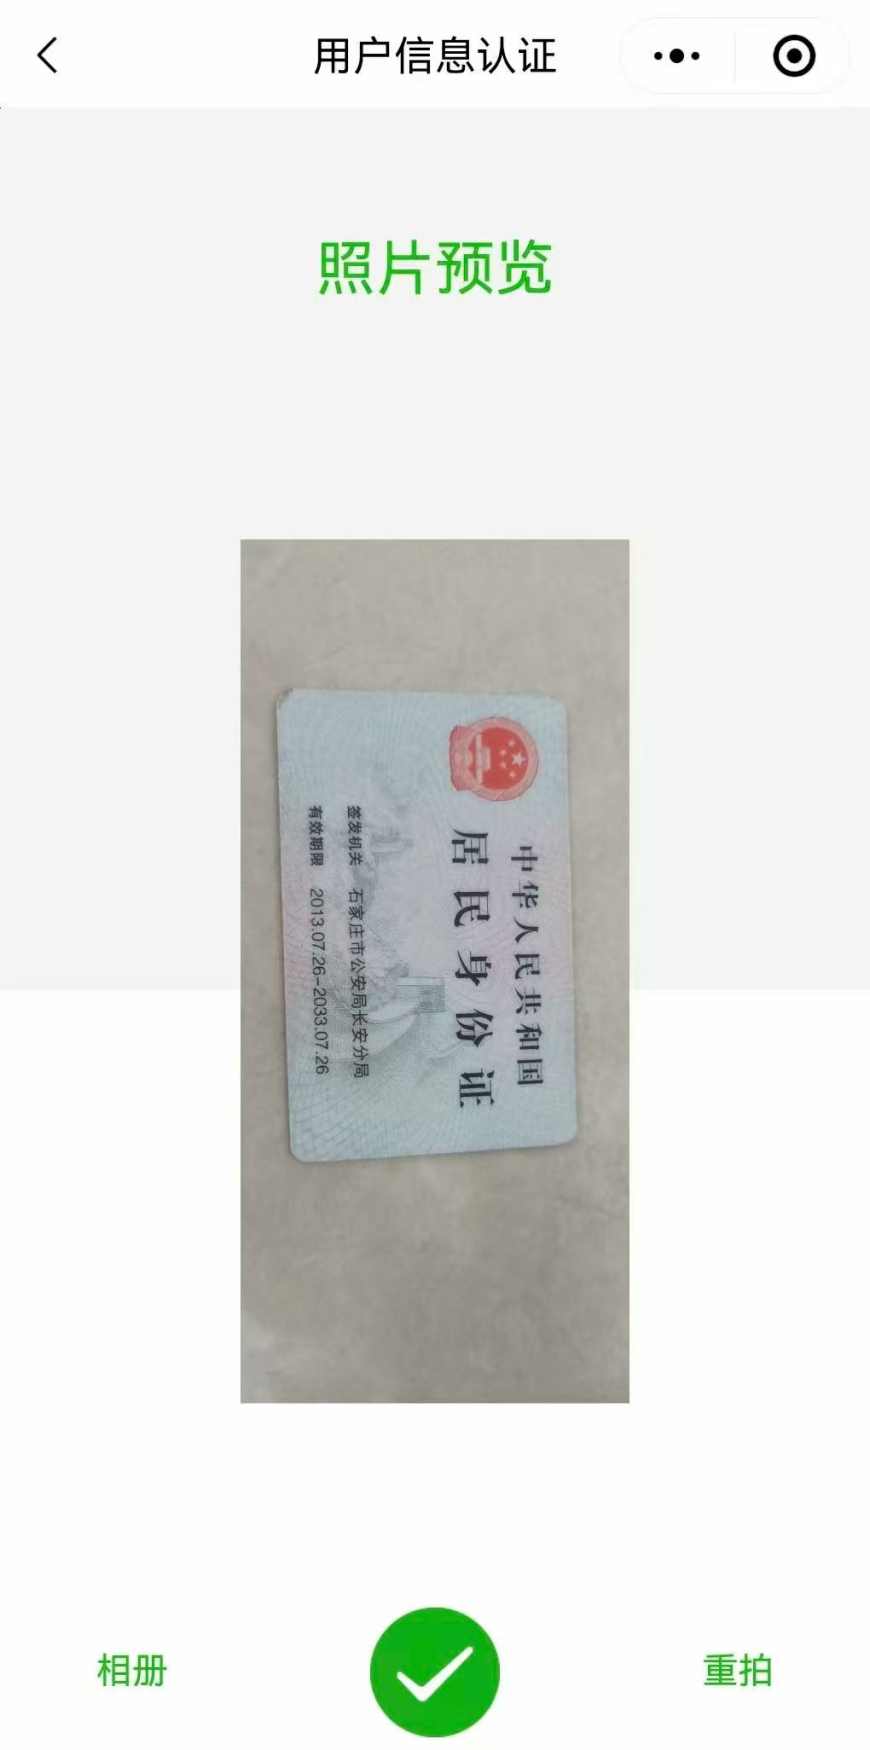 用户信息认证
照片预览
中华人民共和国
居民身份证
签发机关 石家庄市公安局长安分局
有效期限 2013.07.26-2033.07.26
相册
重拍